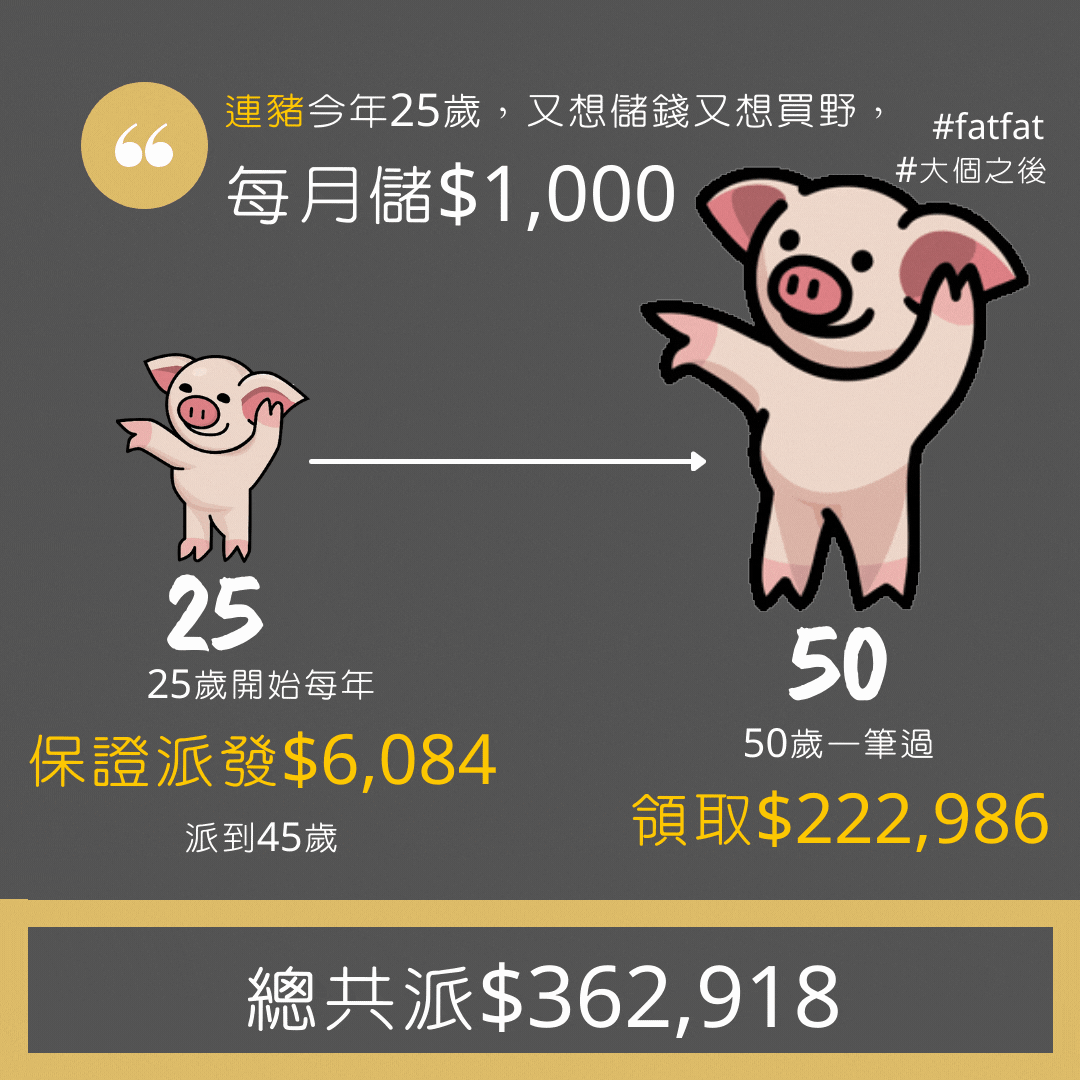 連豬今年25歲，又想儲錢又想買野，
每月儲$1,000
#fatfat
#大個之後
25
25歲開始每年
保證派發$6,084
派到45歲
50
50歲一筆過
領取$222,986
總共派$362,918